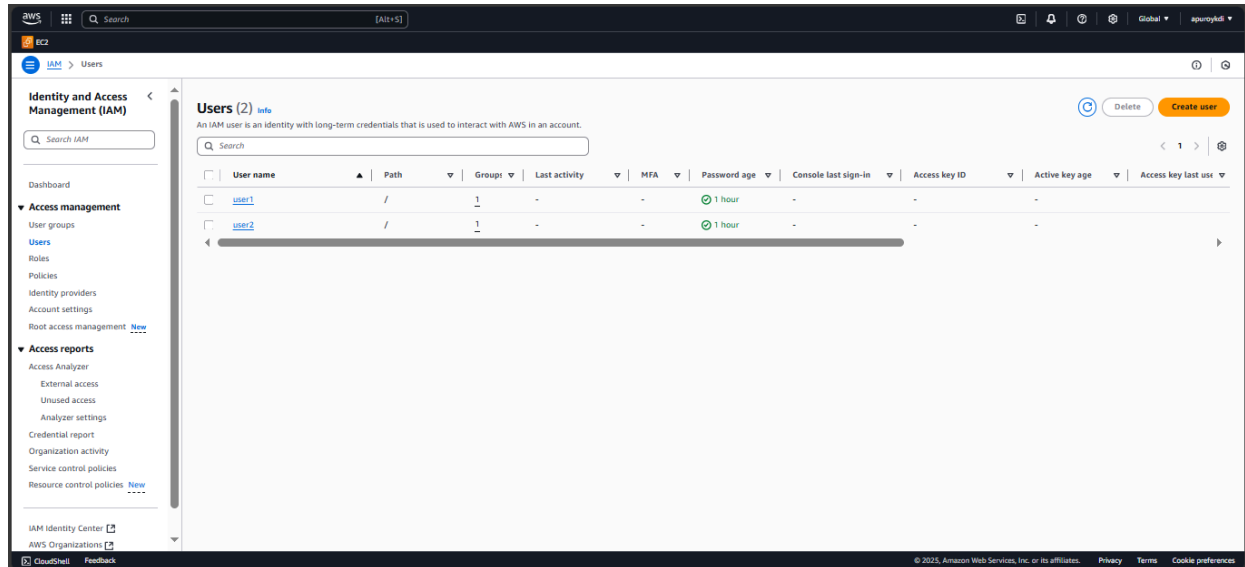 aws
Search
[Alt+S]
Global ▼
apuroykdi ▼
EC2
IAM > Users
Identity and Access Management (IAM)
Search IAM
Dashboard
Access management
User groups
Users
Roles
Policies
Identity providers
Account settings
Root access management New
Access reports
Access Analyzer
External access
Unused access
Analyzer settings
Credential report
Organization activity
Service control policies
Resource control policies New
IAM Identity Center
AWS Organizations
Users (2) Info
An IAM user is an identity with long-term credentials that is used to interact with AWS in an account.
Delete
Create user
Search
< 1 >
User name | Path | Groups | Last activity | MFA | Password age | Console last sign-in | Access key ID | Active key age | Access key last use
user1 / 1 - - 1 hour - - -
user2 / 1 - - 1 hour - - -
CloudShell Feedback
© 2025, Amazon Web Services, Inc. or its affiliates. Privacy Terms Cookie preferences